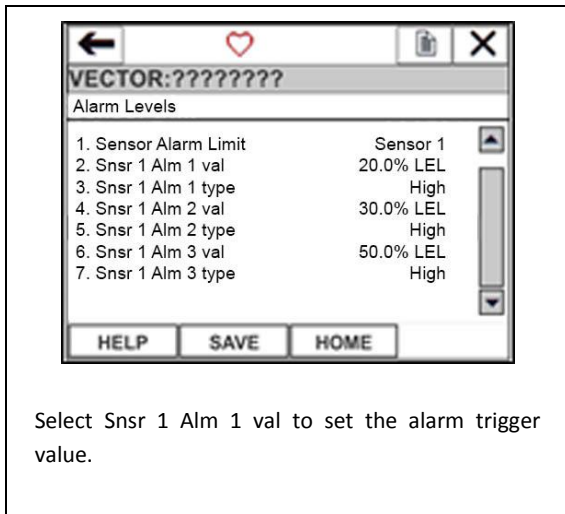 VECTOR:????????
Alarm Levels
1. Sensor Alarm Limit Sensor 1
2. Snsr 1 Alm 1 val 20.0% LEL
3. Snsr 1 Alm 1 type High
4. Snsr 1 Alm 2 val 30.0% LEL
5. Snsr 1 Alm 2 type High
6. Snsr 1 Alm 3 val 50.0% LEL
7. Snsr 1 Alm 3 type High
HELP SAVE HOME
Select Snsr 1 Alm 1 val to set the alarm trigger
value.